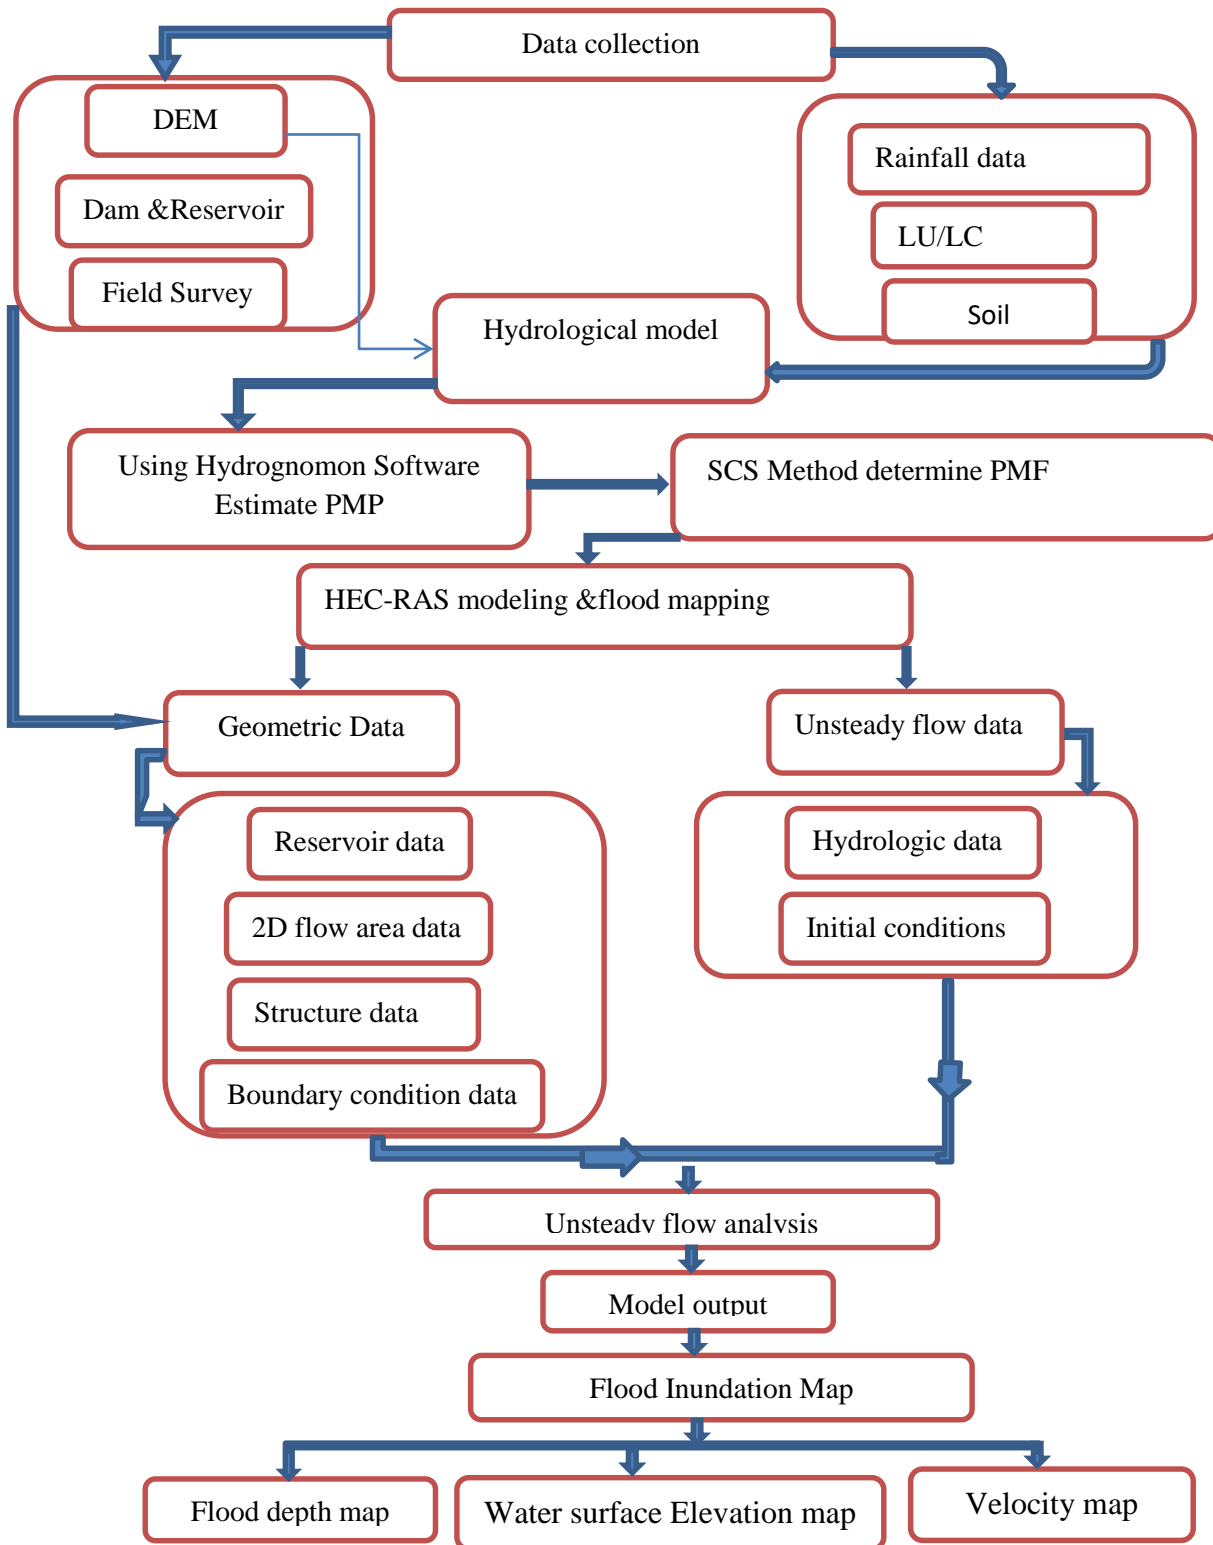 Data collection
DEM
Dam &Reservoir
Field Survey
Rainfall data
LU/LC
Soil
Hydrological model
Using Hydrognomon Software
Estimate PMP
SCS Method determine PMF
HEC-RAS modeling &flood mapping
Geometric Data
Unsteady flow data
Reservoir data
2D flow area data
Structure data
Boundary condition data
Hydrologic data
Initial conditions
Unsteady flow analysis
Model output
Flood Inundation Map
Flood depth map
Water surface Elevation map
Velocity map